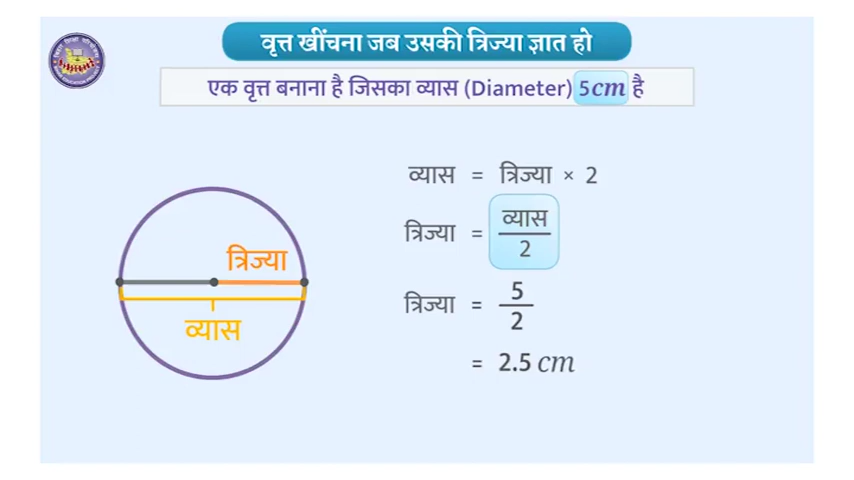 वृत्त खींचना जब उसकी त्रिज्या ज्ञात हो
एक वृत्त बनाना है जिसका व्यास (Diameter) 5cm है
व्यास = त्रिज्या × 2
त्रिज्या = व्यास/2
त्रिज्या = 5/2
= 2.5 cm
त्रिज्या
व्यास